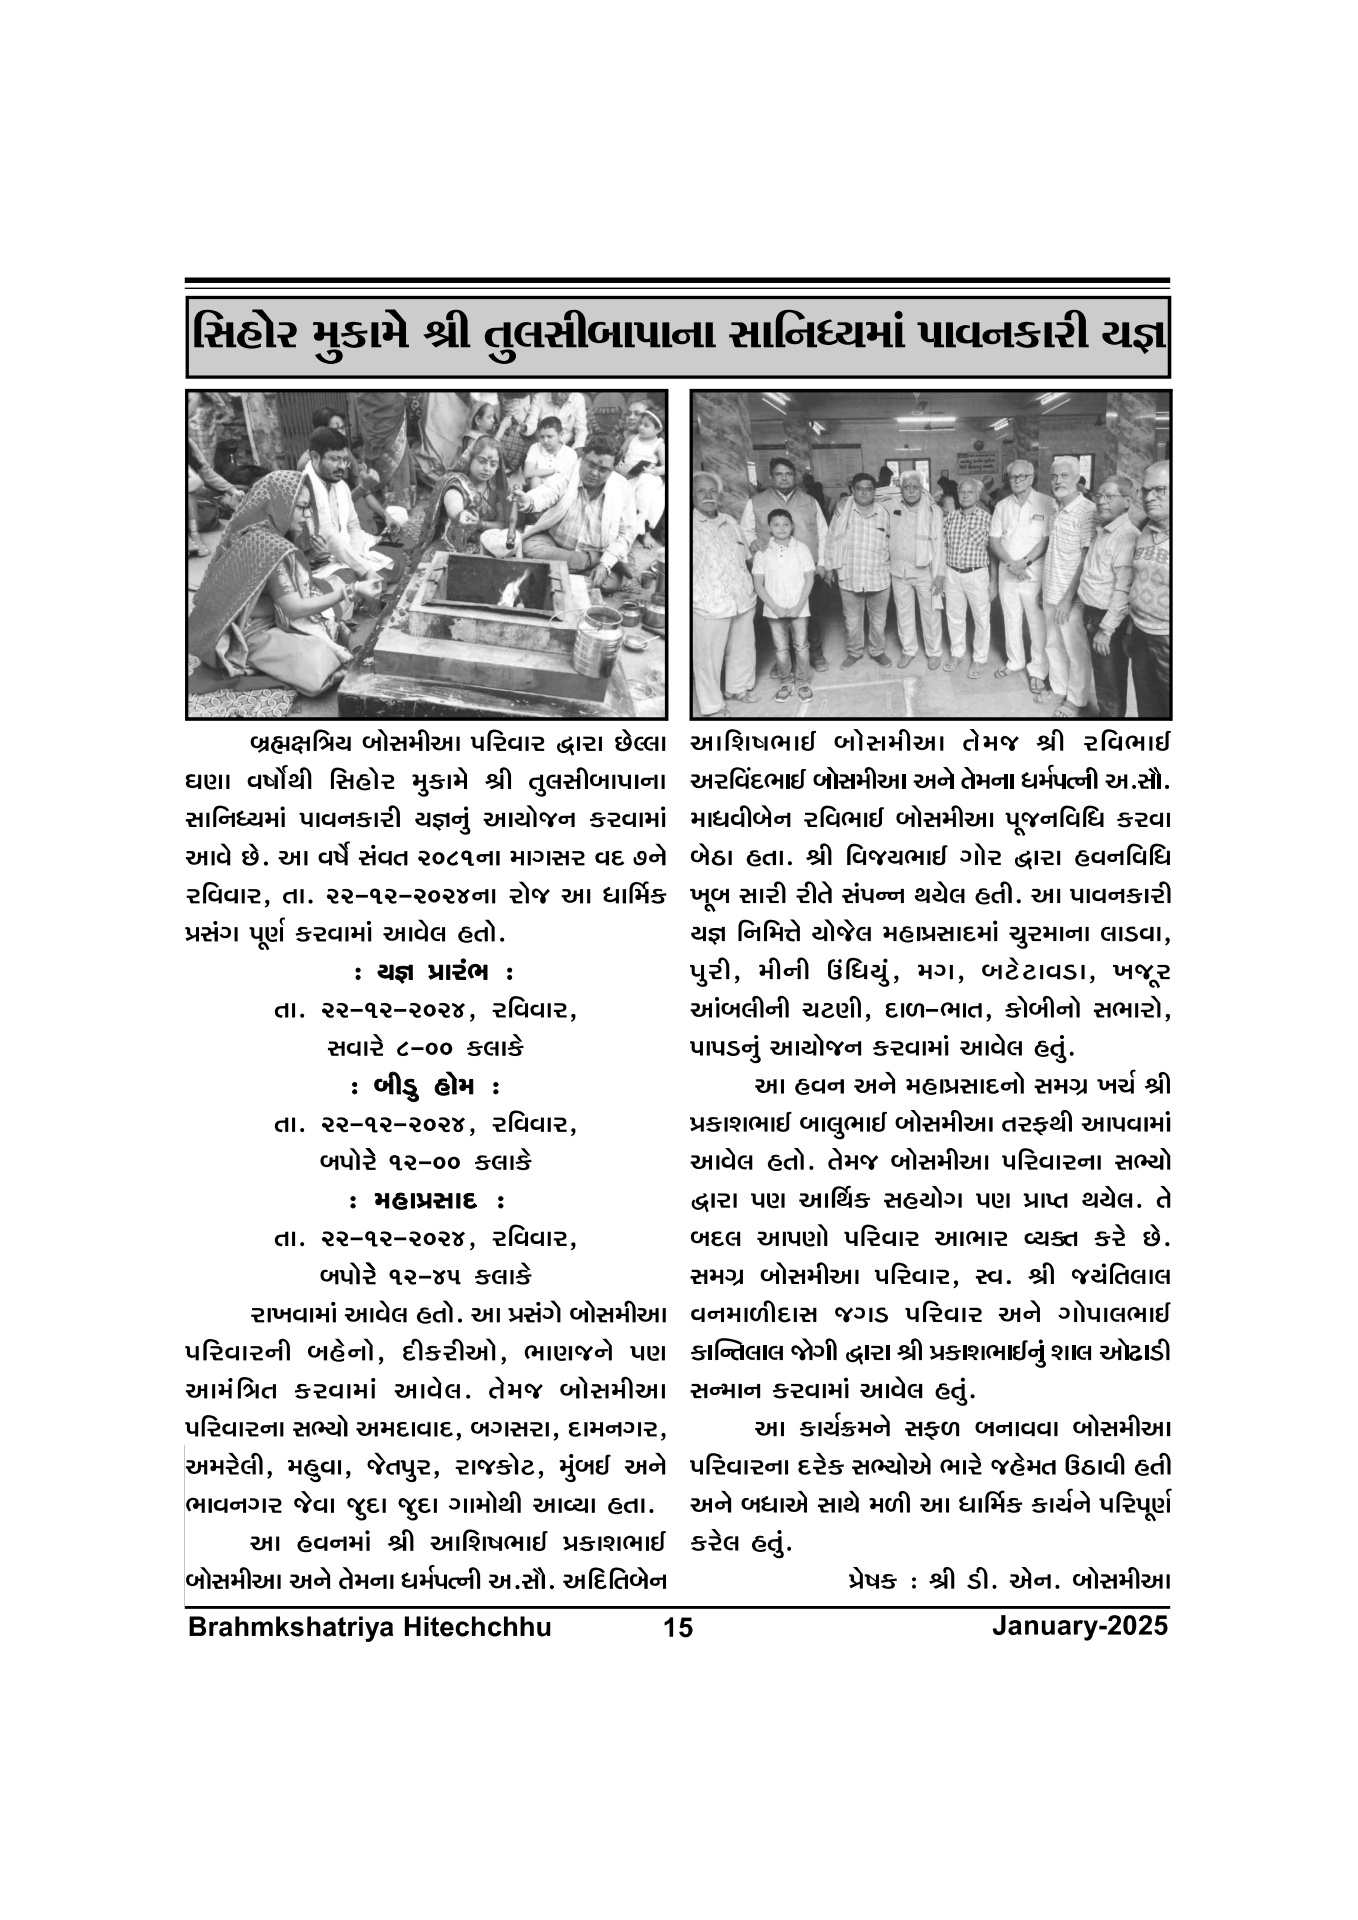 સિહોર મુકામે શ્રી તુલસીબાપાના સાનિધ્યમાં પાવનકારી યજ્ઞ
બ્રહ્મક્ષત્રિય બોસમીઆ પરિવાર દ્વારા છેલ્લા
ઘણા વર્ષોથી સિહોર મુકામે શ્રી તુલસીબાપાના
સાનિધ્યમાં પાવનકારી યજ્ઞનું આયોજન કરવામાં
આવે છે. આ વર્ષે સંવત ૨૦૮૧ના માગસર વદ ૭ને
રવિવાર, તા. ૨૨-૧૨-૨૦૨૪ના રોજ આ ધાર્મિક
પ્રસંગ પૂર્ણ કરવામાં આવેલ હતો.
: યજ્ઞ પ્રારંભ :
તા. ૨૨-૧૨-૨૦૨૪, રવિવાર,
સવારે ૮-૦૦ કલાકે
: બીડુ હોમ :
તા. ૨૨-૧૨-૨૦૨૪, રવિવાર,
બપોરે ૧૨-૦૦ કલાકે
: મહાપ્રસાદ :
તા. ૨૨-૧૨-૨૦૨૪, રવિવાર,
બપોરે ૧૨-૪૫ કલાકે
રાખવામાં આવેલ હતો. આ પ્રસંગે બોસમીઆ
પરિવારની બહેનો, દીકરીઓ, ભાણજને પણ
આમંત્રિત કરવામાં આવેલ. તેમજ બોસમીઆ
પરિવારના સભ્યો અમદાવાદ, બગસરા, દામનગર,
અમરેલી, મહુવા, જેતપુર, રાજકોટ, મુંબઈ અને
ભાવનગર જેવા જુદા જુદા ગામોથી આવ્યા હતા.
આ હવનમાં શ્રી આશિષભાઈ પ્રકાશભાઈ
બોસમીઆ અને તેમના ધર્મપત્ની અ.સૌ. અદિતિબેન
આશિષભાઈ બોસમીઆ તેમજ શ્રી રવિભાઈ
અરવિંદભાઈ બોસમીઆ અને તેમના ધર્મપત્ની અ.સૌ.
માધવીબેન રવિભાઈ બોસમીઆ પૂજનવિધિ કરવા
બેઠા હતા. શ્રી વિજયભાઈ ગોર દ્વારા હવનવિધિ
ખૂબ સારી રીતે સંપન્ન થયેલ હતી. આ પાવનકારી
યજ્ઞ નિમિત્તે યોજેલ મહાપ્રસાદમાં ચુરમાના લાડવા,
પુરી, મીની ઉંધિયું, મગ, બટેટાવડા, ખજૂર
આંબલીની ચટણી, દાળ-ભાત, કોબીનો સભારો,
પાપડનું આયોજન કરવામાં આવેલ હતું.
આ હવન અને મહાપ્રસાદનો સમગ્ર ખર્ચ શ્રી
પ્રકાશભાઈ બાલુભાઈ બોસમીઆ તરફથી આપવામાં
આવેલ હતો. તેમજ બોસમીઆ પરિવારના સભ્યો
દ્વારા પણ આર્થિક સહયોગ પણ પ્રાપ્ત થયેલ. તે
બદલ આપણો પરિવાર આભાર વ્યક્ત કરે છે.
સમગ્ર બોસમીઆ પરિવાર, સ્વ. શ્રી જયંતિલાલ
વનમાળીદાસ જગડ પરિવાર અને ગોપાલભાઈ
કાન્તિલાલ જોગી દ્વારા શ્રી પ્રકાશભાઈનું શાલ ઓઢાડી
સન્માન કરવામાં આવેલ હતું.
આ કાર્યક્રમને સફળ બનાવવા બોસમીઆ
પરિવારના દરેક સભ્યોએ ભારે જહેમત ઉઠાવી હતી
અને બધાએ સાથે મળી આ ધાર્મિક કાર્યને પરિપૂર્ણ
કરેલ હતું.
પ્રેષક : શ્રી ડી. એન. બોસમીઆ
Brahmkshatriya Hitechchhu 15 January-2025